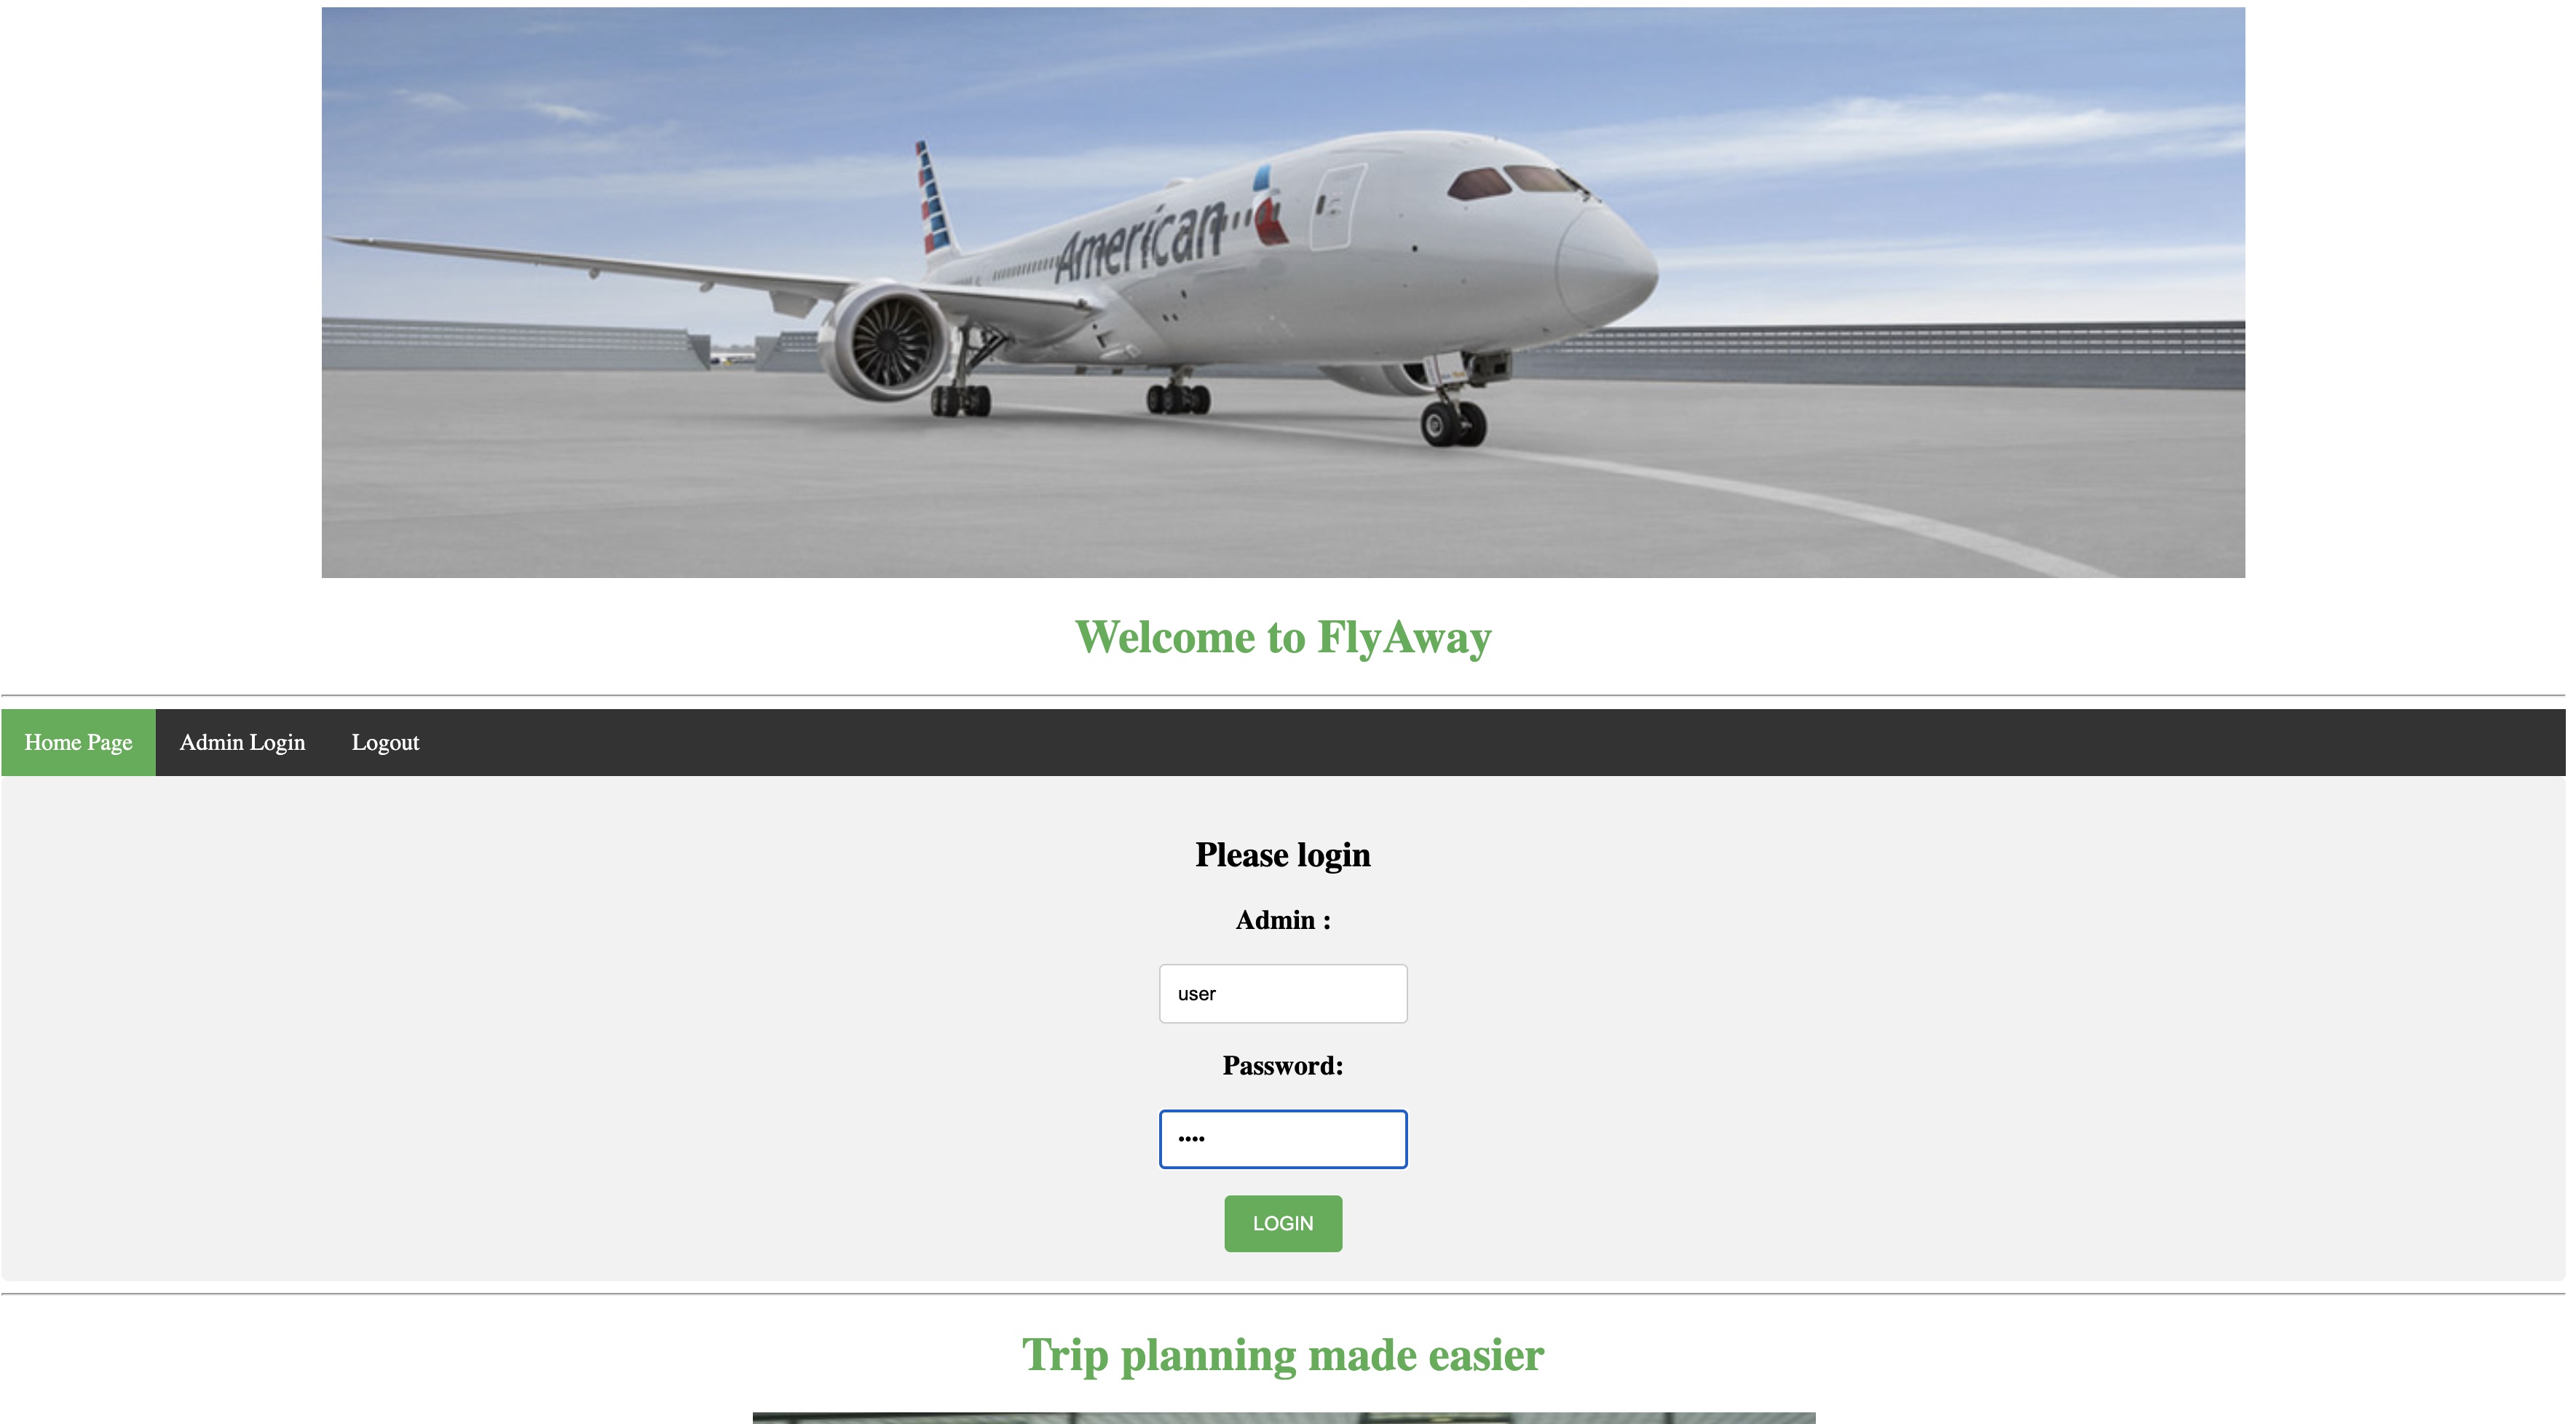 American
Welcome to FlyAway
Home Page Admin Login Logout
Please login
Admin :
user
Password:
••••
LOGIN
Trip planning made easier